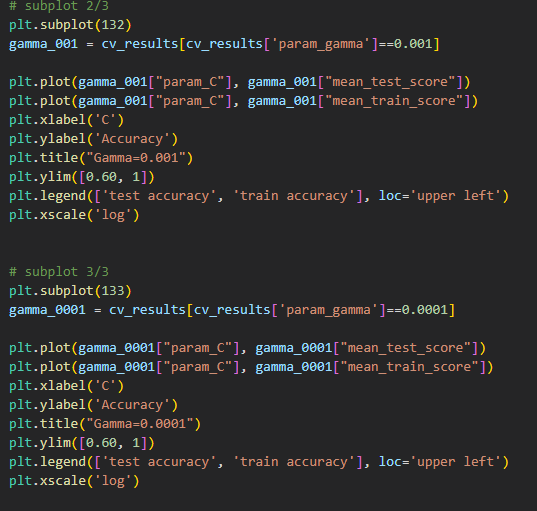 # subplot 2/3
plt.subplot(132)
gamma_001 = cv_results[cv_results['param_gamma']==0.001]
plt.plot(gamma_001["param_C"], gamma_001["mean_test_score"])
plt.plot(gamma_001["param_C"], gamma_001["mean_train_score"])
plt.xlabel('C')
plt.ylabel('Accuracy')
plt.title("Gamma=0.001")
plt.ylim([0.60, 1])
plt.legend(['test accuracy', 'train accuracy'], loc='upper left')
plt.xscale('log')
# subplot 3/3
plt.subplot(133)
gamma_0001 = cv_results[cv_results['param_gamma']==0.0001]
plt.plot(gamma_0001["param_C"], gamma_0001["mean_test_score"])
plt.plot(gamma_0001["param_C"], gamma_0001["mean_train_score"])
plt.xlabel('C')
plt.ylabel('Accuracy')
plt.title("Gamma=0.0001")
plt.ylim([0.60, 1])
plt.legend(['test accuracy', 'train accuracy'], loc='upper left')
plt.xscale('log')